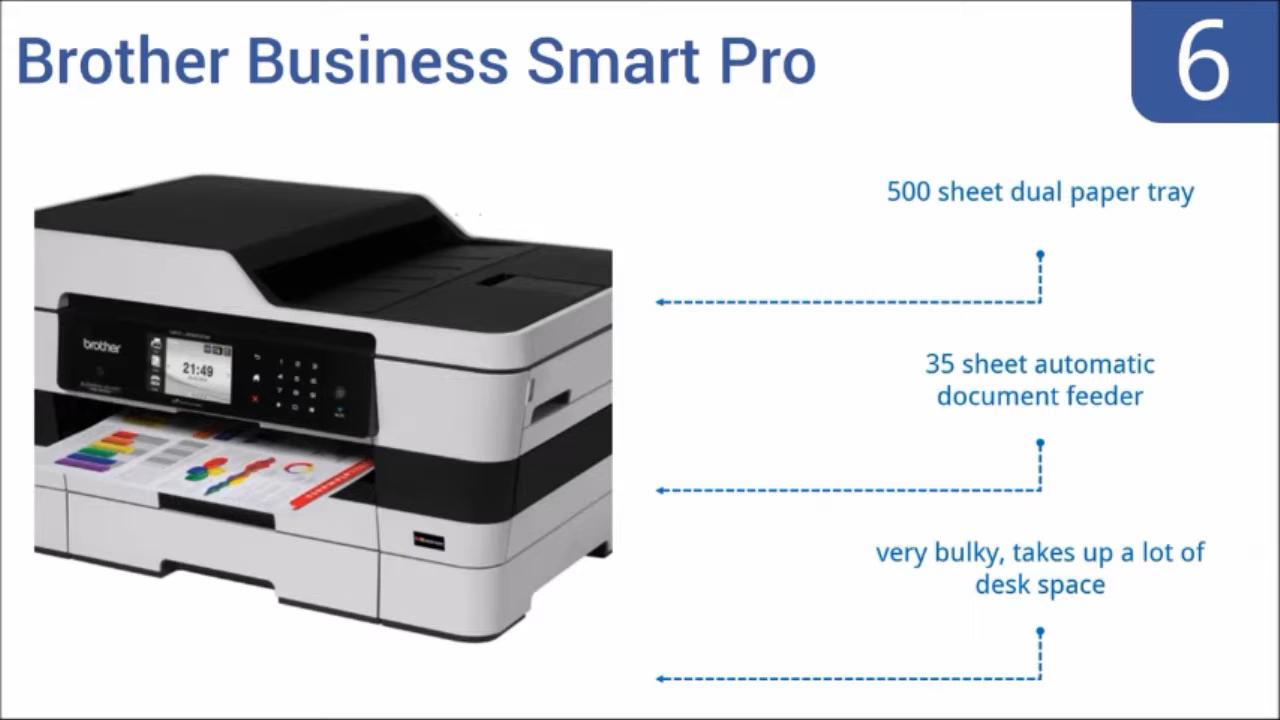 Brother Business Smart Pro
6
500 sheet dual paper tray
35 sheet automatic
document feeder
very bulky, takes up a lot of
desk space
brother
21:49